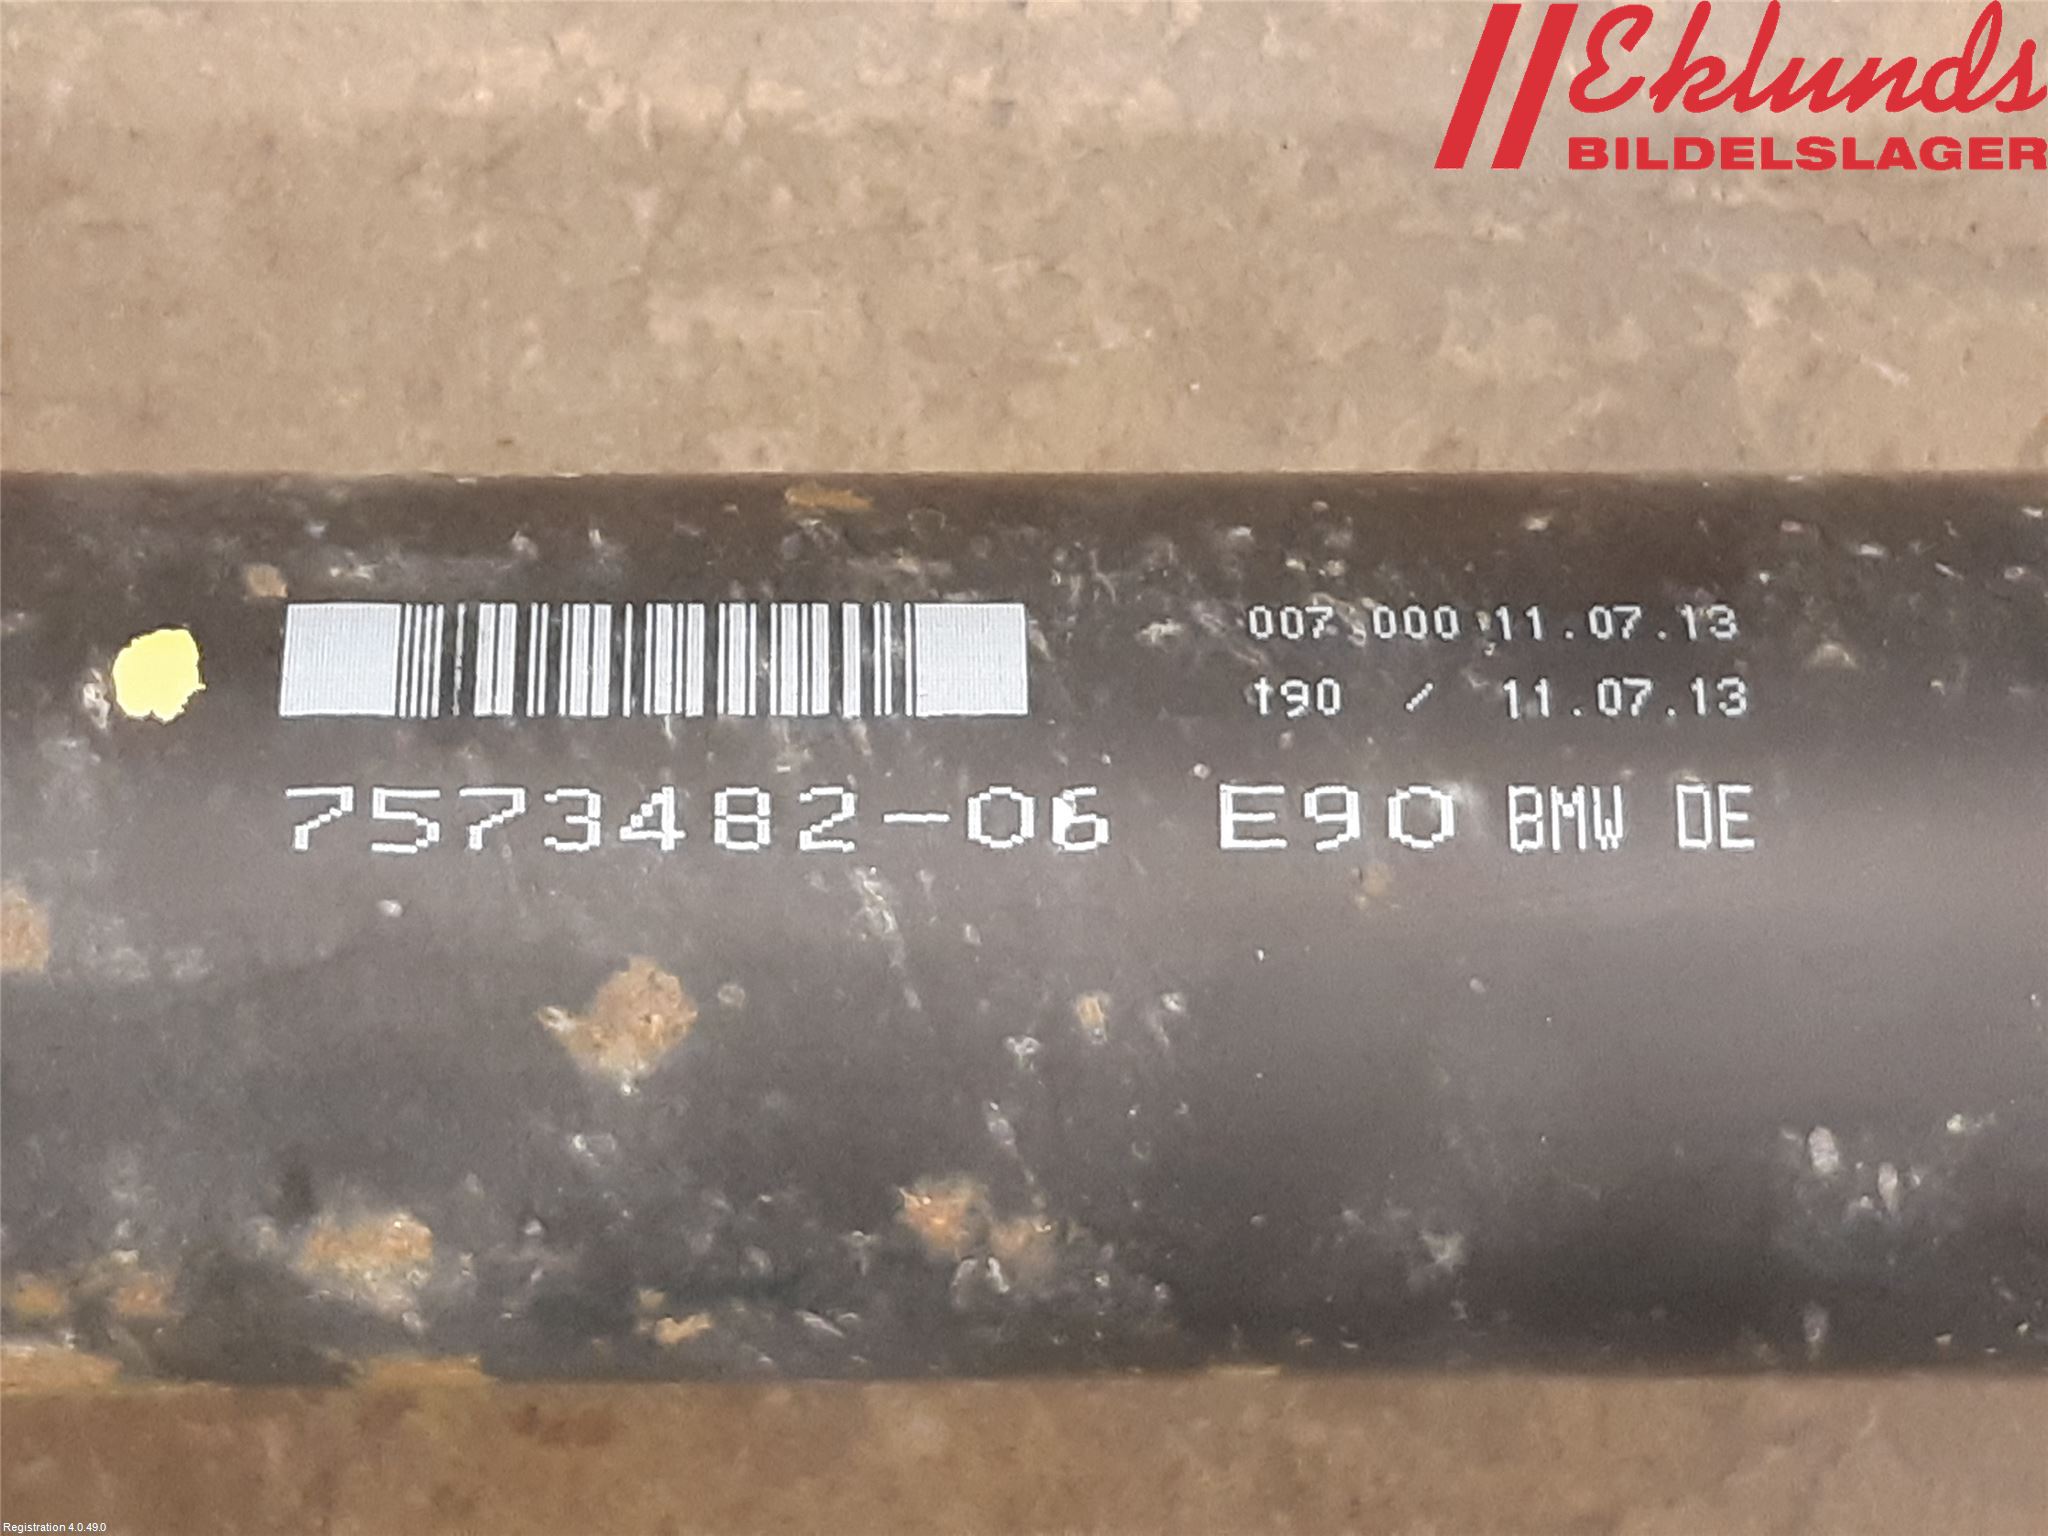 Eklunds
BILDELSLAGER
007 000 11.07.13
t90 / 11.07.13
7573482-06 E90 BMW DE
Registration 4.0.49.0